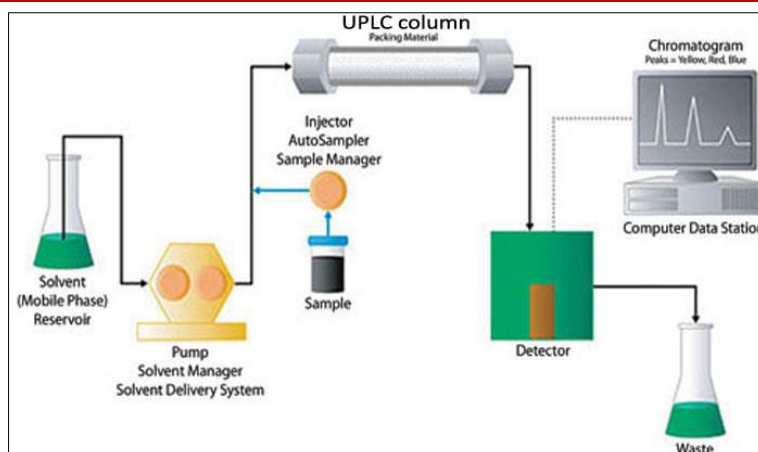 UPLC column
Packing Material
Chromatogram
Peaks = Yellow, Red, Blue
Injector
AutoSampler
Sample Manager
Computer Data Station
Solvent
(Mobile Phase)
Reservoir
Sample
Pump
Solvent Manager
Solvent Delivery System
Detector
Waste